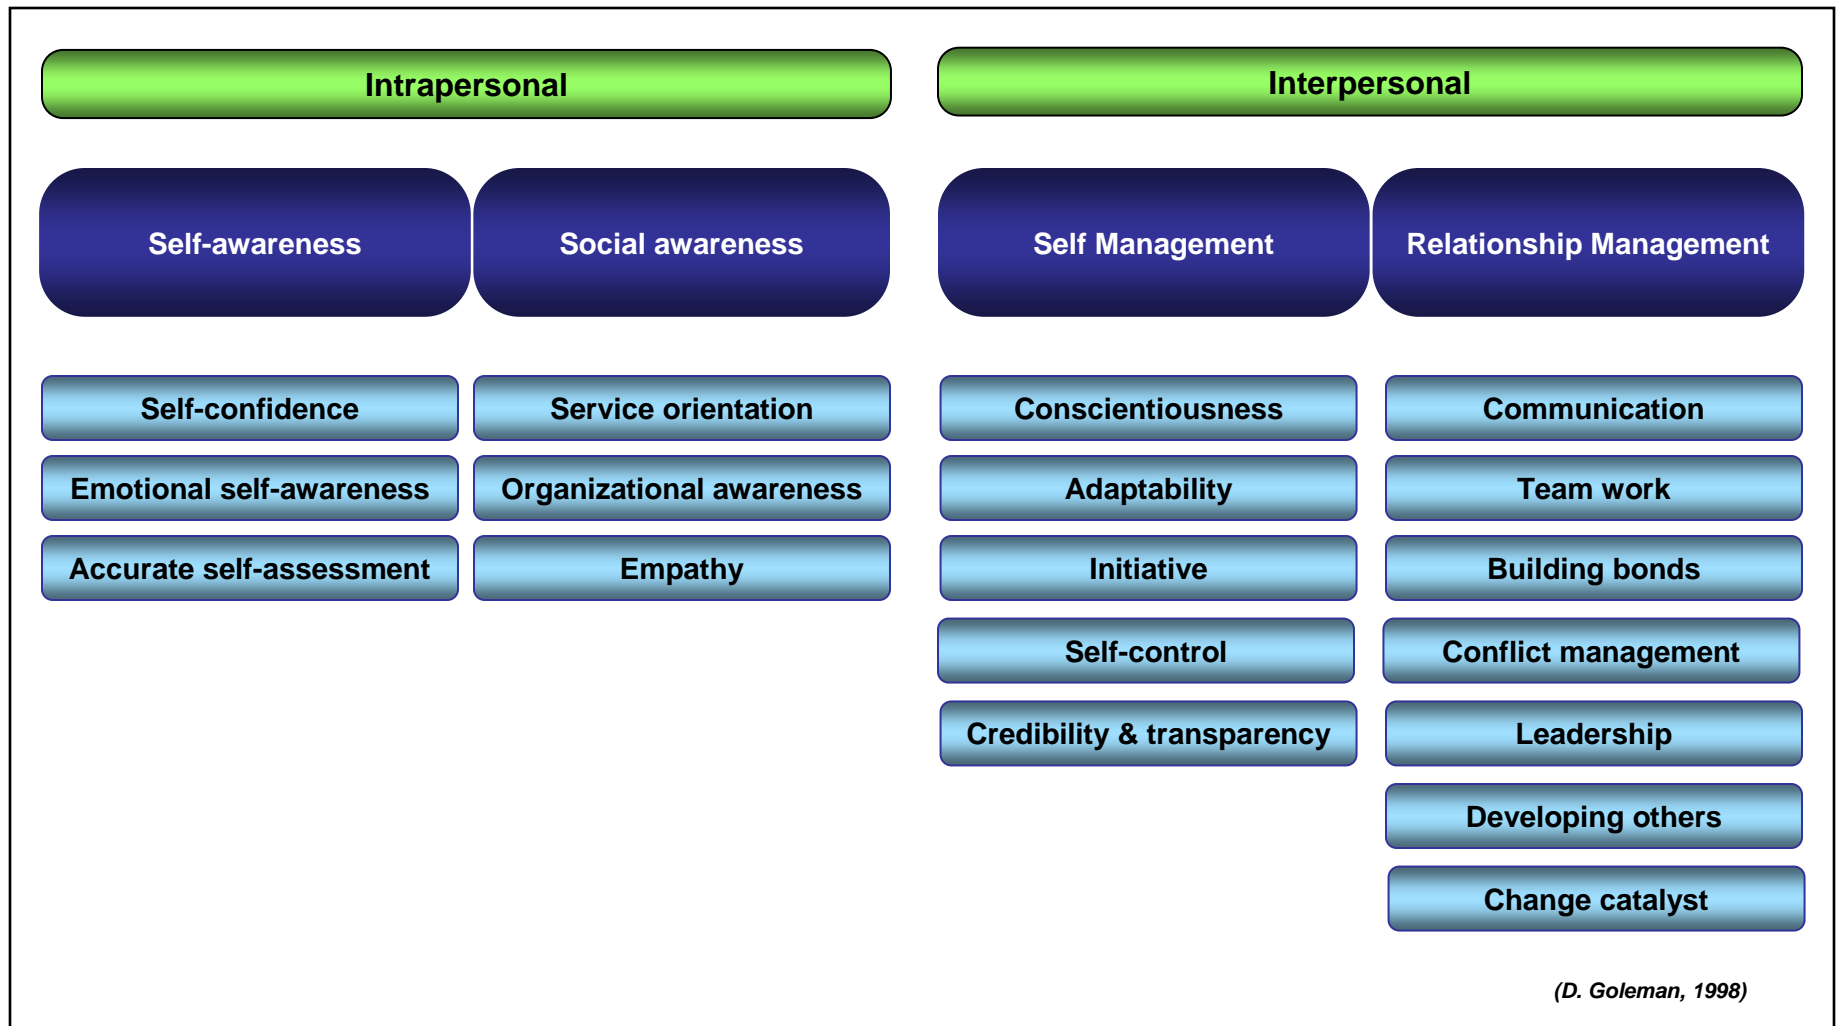 Intrapersonal
Interpersonal
Self-awareness
Social awareness
Self Management
Relationship Management
Self-confidence
Service orientation
Conscientiousness
Communication
Emotional self-awareness
Organizational awareness
Adaptability
Team work
Accurate self-assessment
Empathy
Initiative
Building bonds
Self-control
Conflict management
Credibility & transparency
Leadership
Developing others
Change catalyst
(D. Goleman, 1998)